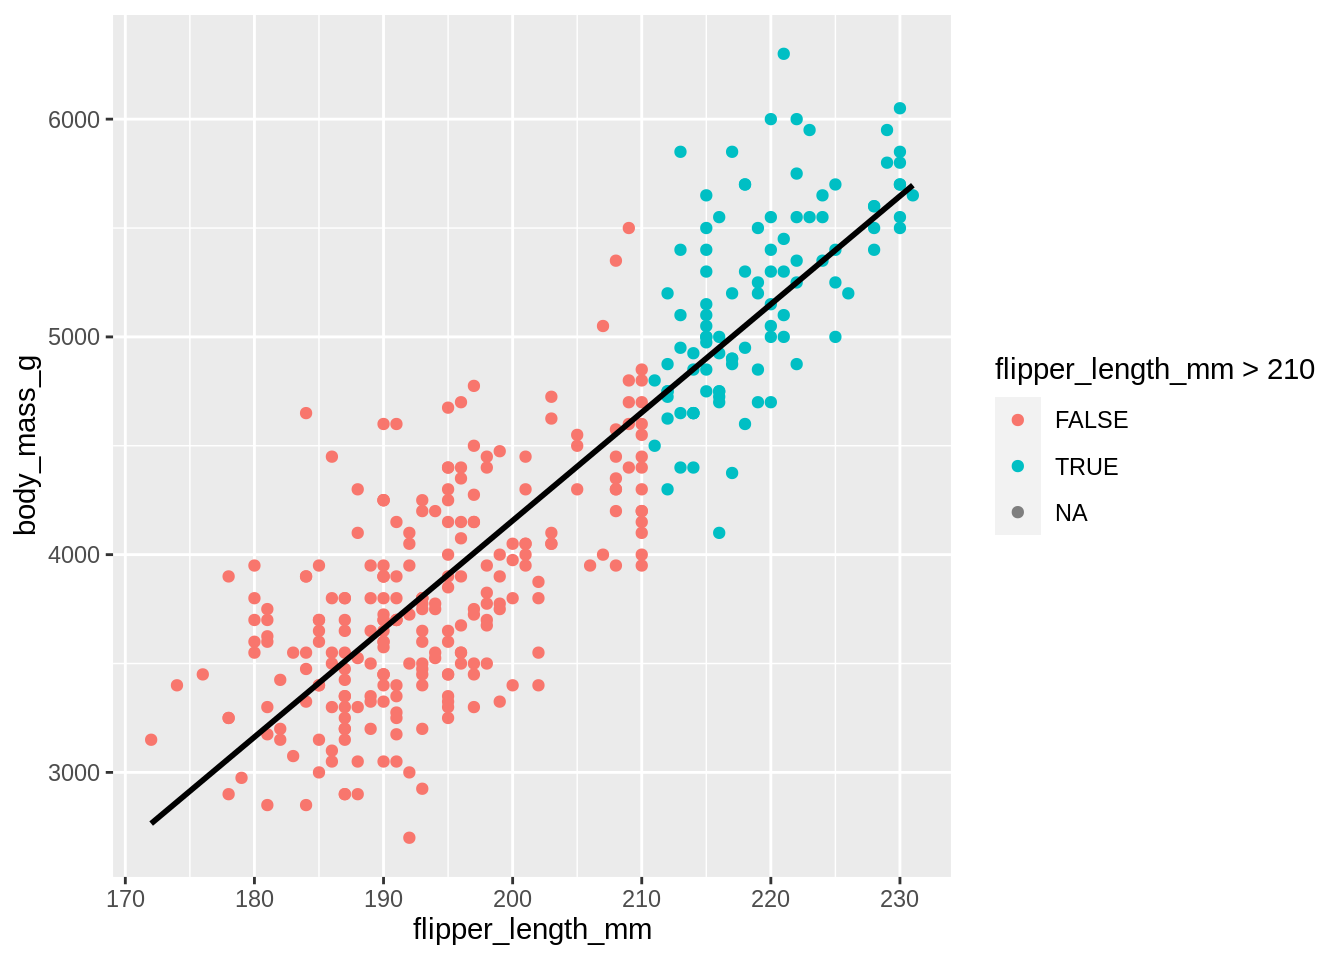 6000
5000
4000
3000
body_mass_g
170 180 190 200 210 220 230
flipper_length_mm
flipper_length_mm > 210
FALSE
TRUE
NA